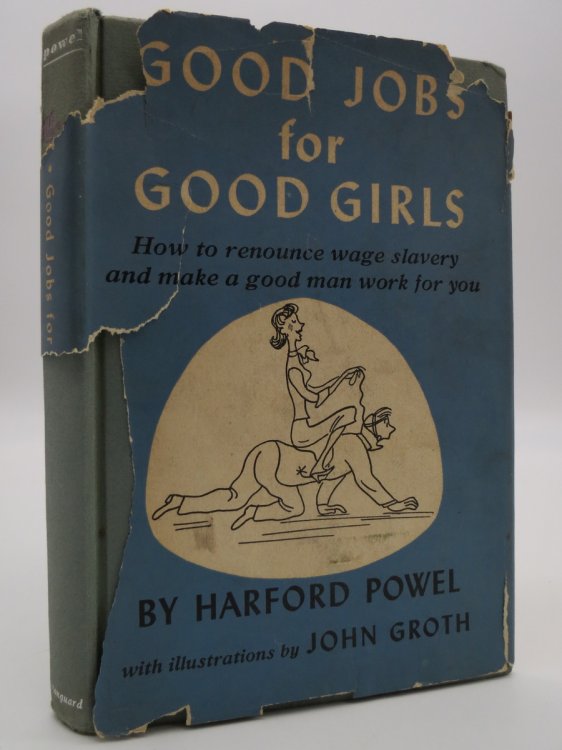 GOOD JOBS
for
GOOD GIRLS
How to renounce wage slavery
and make a good man work for you
BY HARFORD POWEL
with illustrations by JOHN GROTH
powel
Good Jobs for